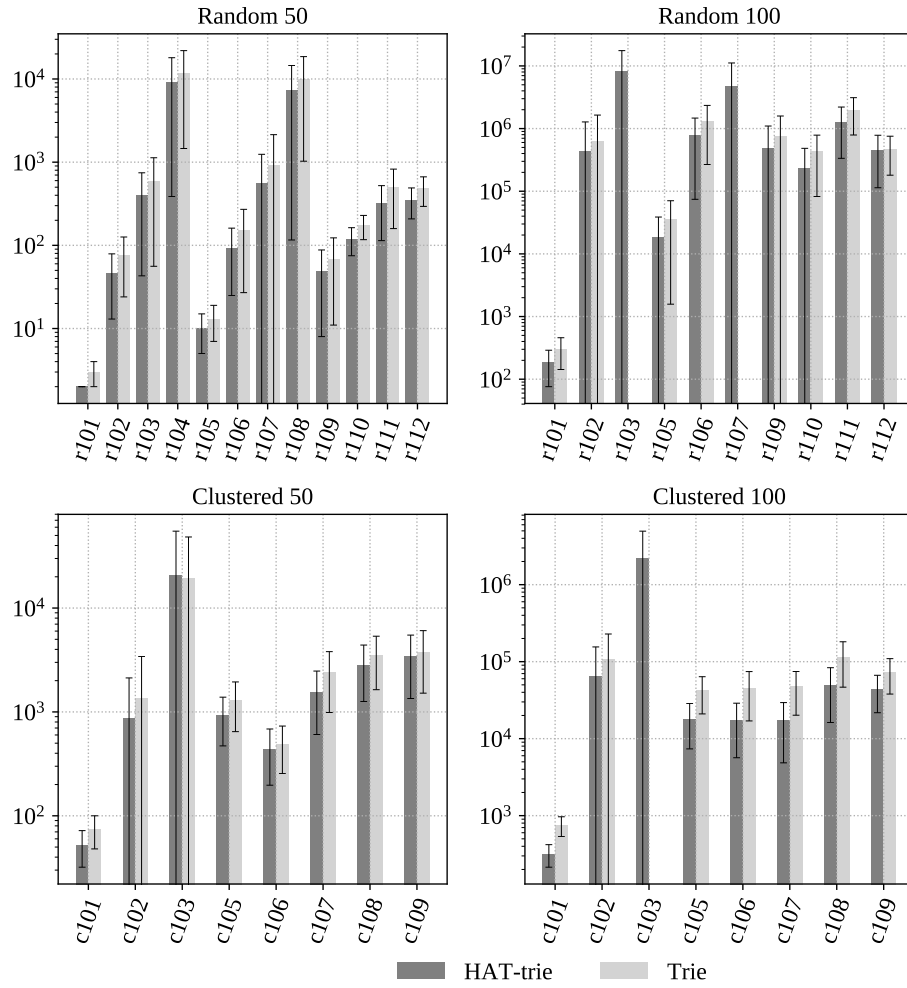 Random 50
10^4
10^3
10^2
10^1
r101 r102 r103 r104 r105 r106 r107 r108 r109 r110 r111 r112
Random 100
10^7
10^6
10^5
10^4
10^3
10^2
r101 r102 r103 r105 r106 r107 r109 r110 r111 r112
Clustered 50
10^4
10^3
10^2
c101 c102 c103 c105 c106 c107 c108 c109
Clustered 100
10^6
10^5
10^4
10^3
c101 c102 c103 c105 c106 c107 c108 c109
HAT-trie Trie